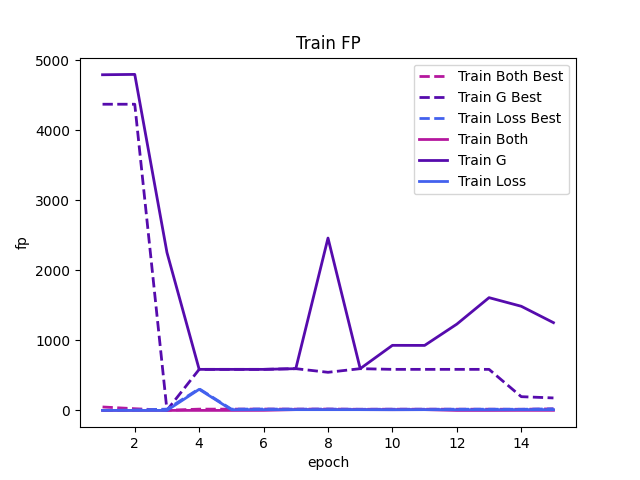 Train FP
5000
4000
3000
2000
1000
0
fp
2 4 6 8 10 12 14
epoch
Train Both Best
Train G Best
Train Loss Best
Train Both
Train G
Train Loss